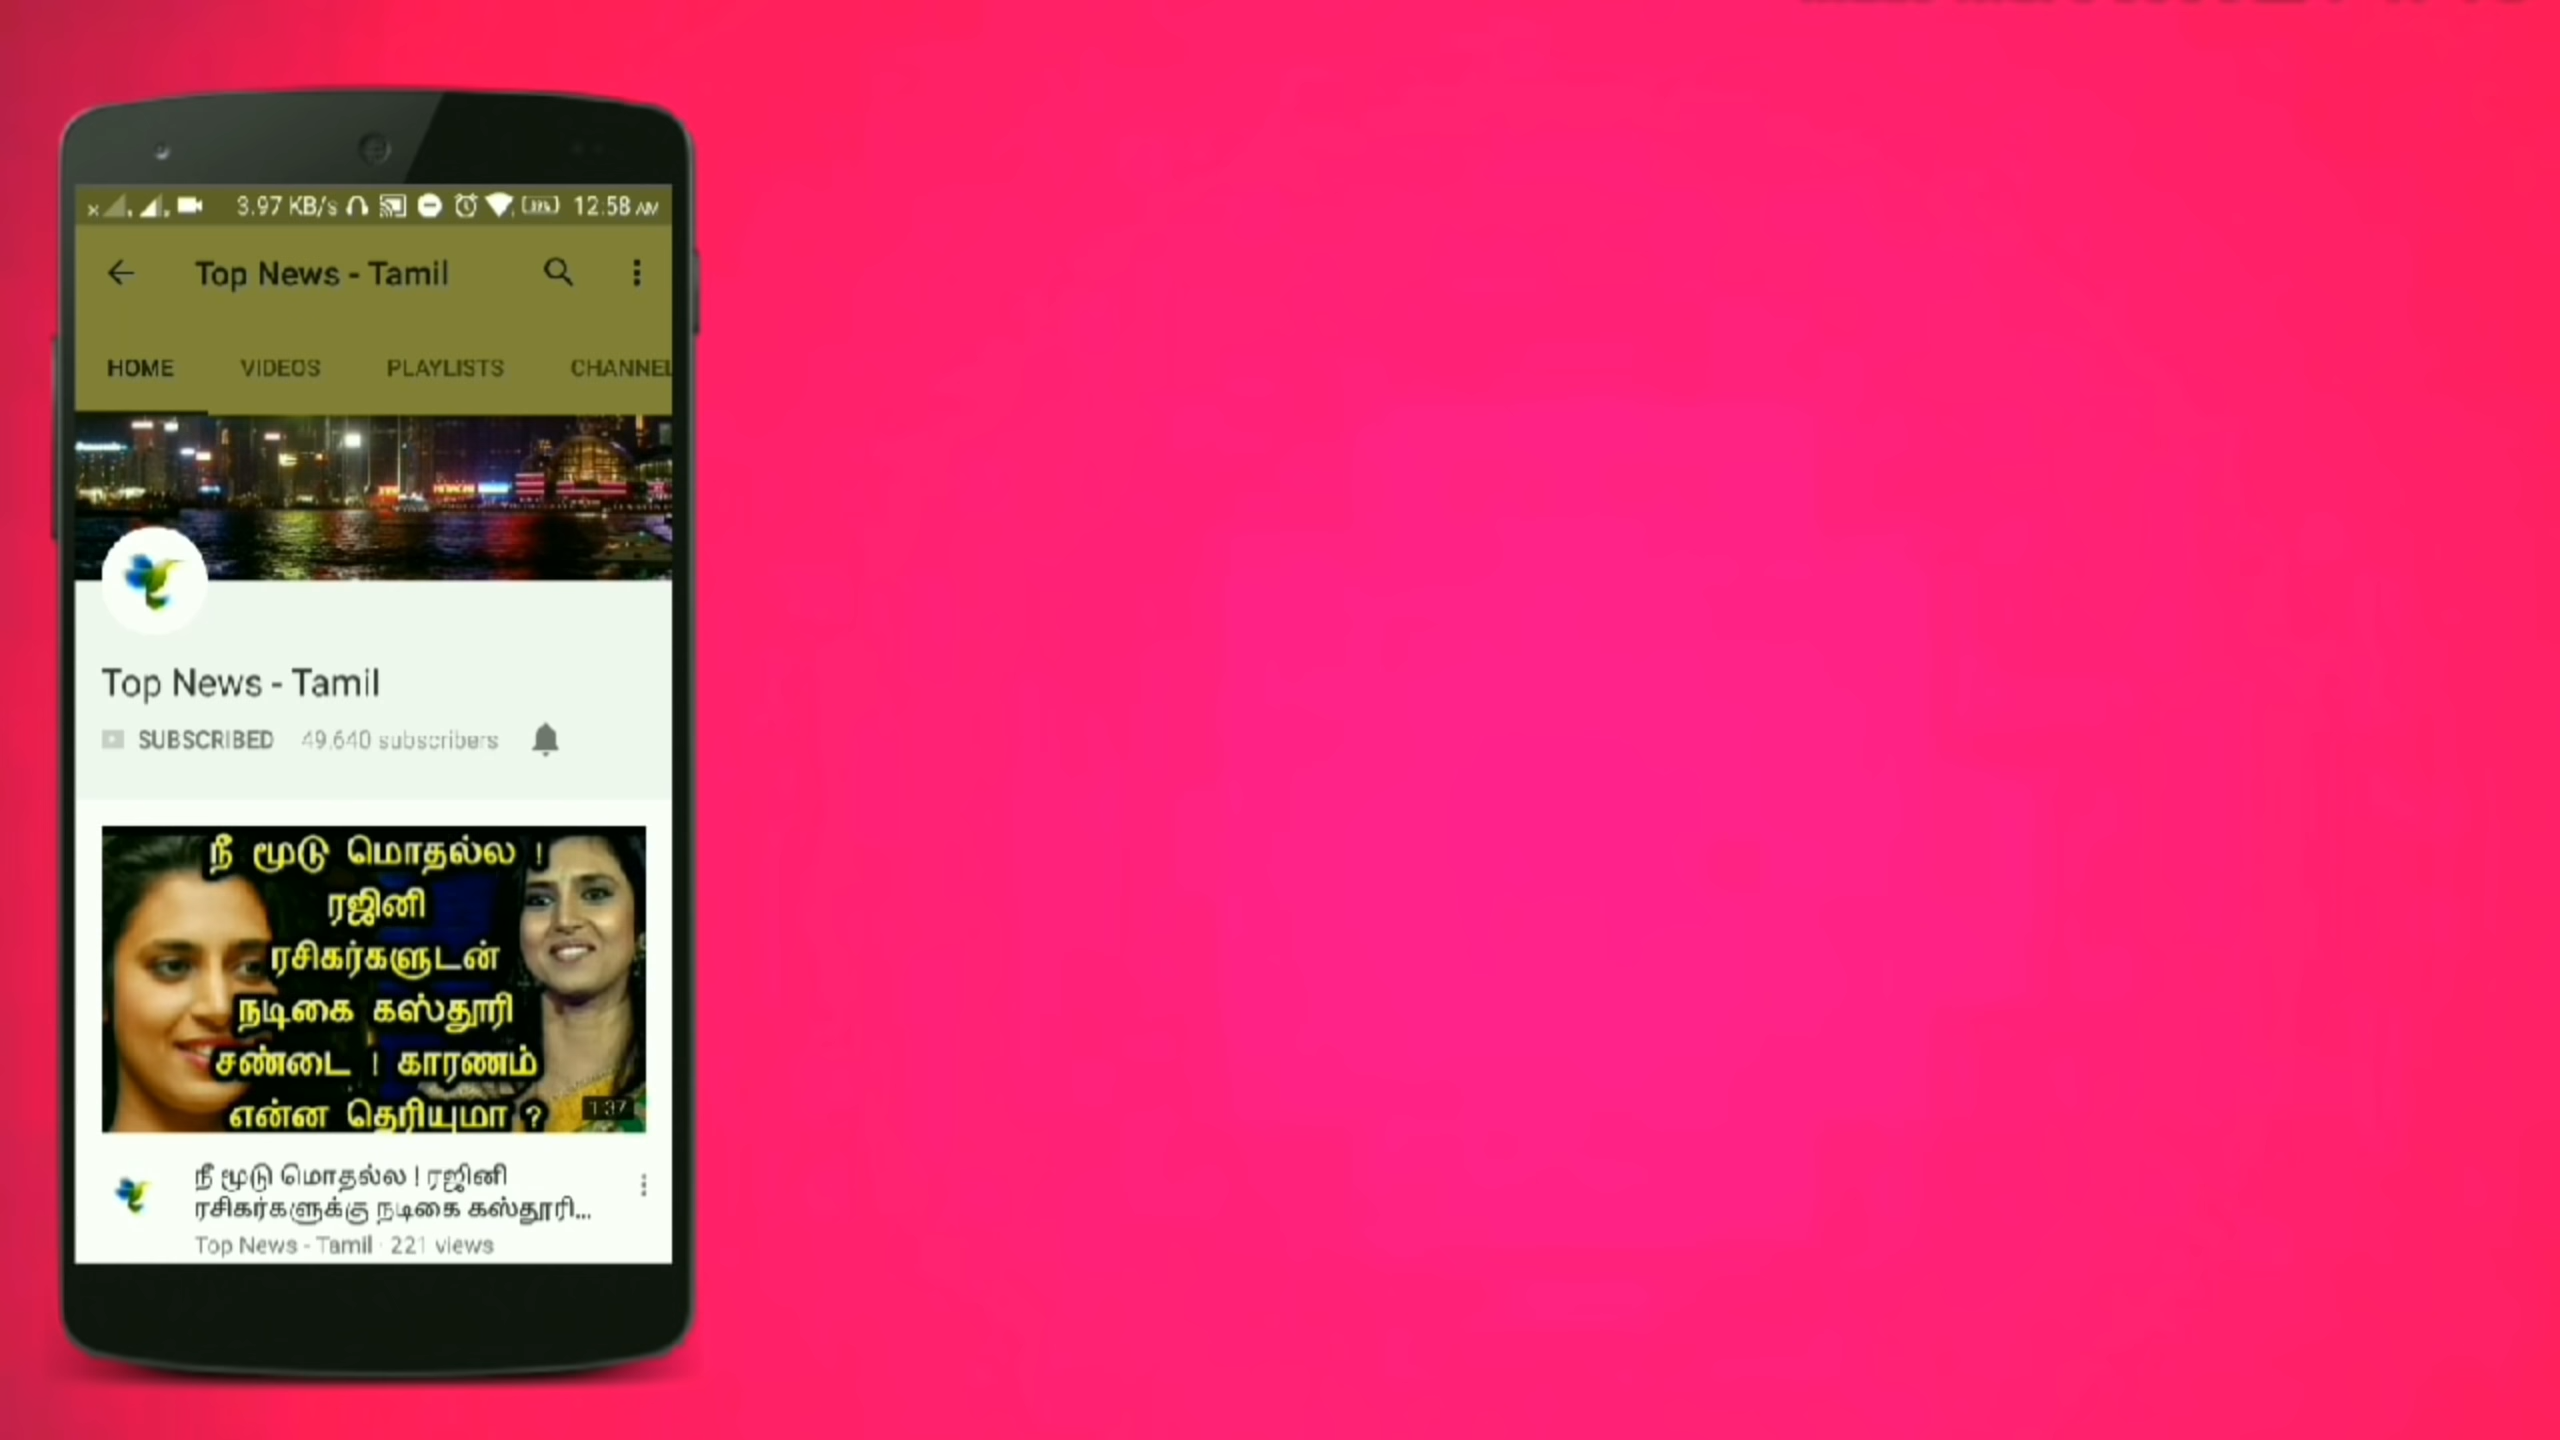 3.97 KB/s 12.58 AM
Top News - Tamil
HOME VIDEOS PLAYLISTS CHANNEL
Top News - Tamil
SUBSCRIBED 49,640 subscribers
நீ மூடு மொதல்ல !
ரஜினி
ரசிகர்களுடன்
நடிகை கஸ்தூரி
சண்டை ! காரணம்
என்ன தெரியுமா ?
1:37
நீ மூடு மொதல்ல ! ரஜினி
ரசிகர்களுக்கு நடிகை கஸ்தூரி...
Top News - Tamil · 221 views